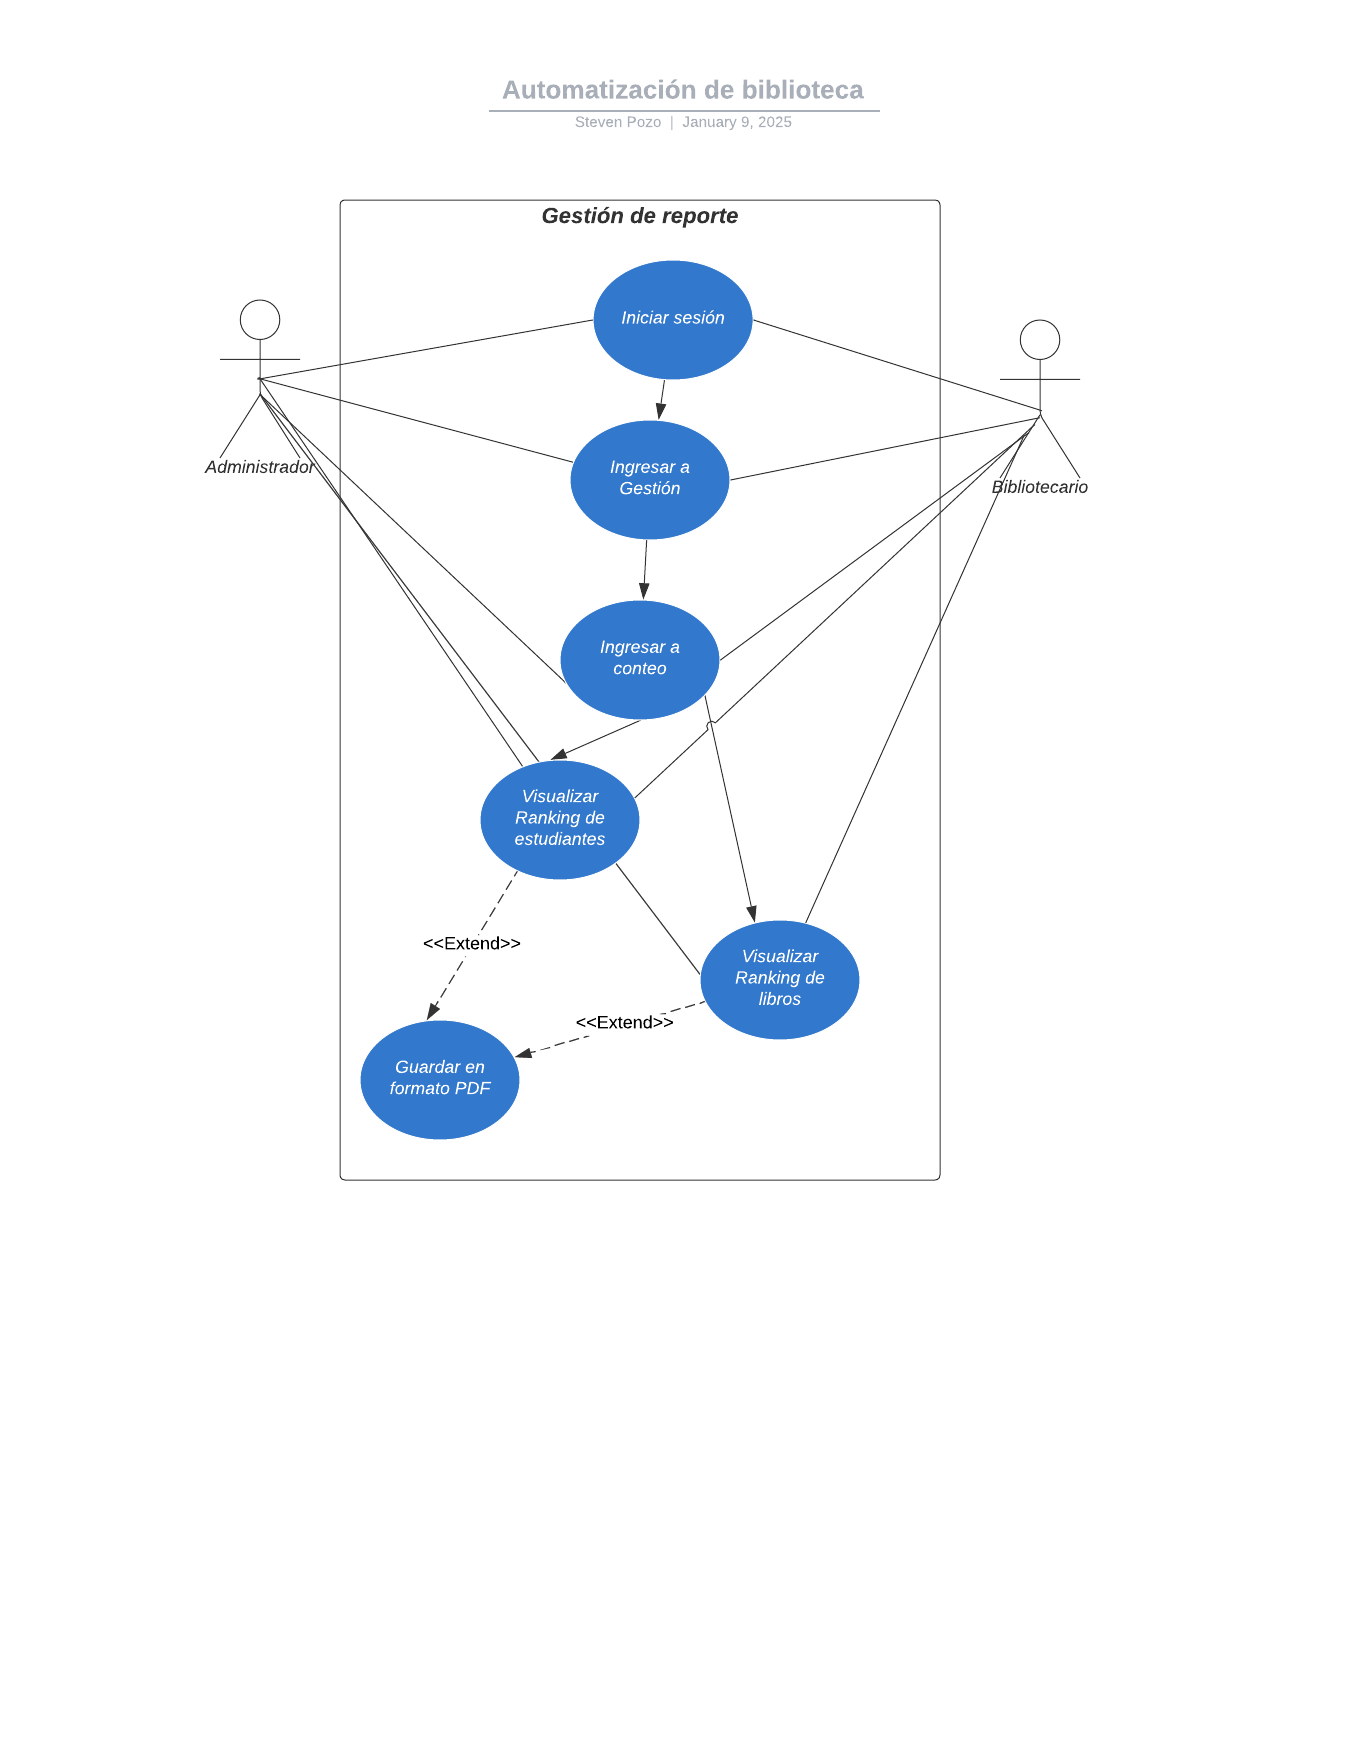 Automatización de biblioteca
Steven Pozo | January 9, 2025
Gestión de reporte
Iniciar sesión
Administrador
Ingresar a
Gestión
Bibliotecario
Ingresar a
conteo
Visualizar
Ranking de
estudiantes
<<Extend>>
Visualizar
Ranking de
libros
<<Extend>>
Guardar en
formato PDF